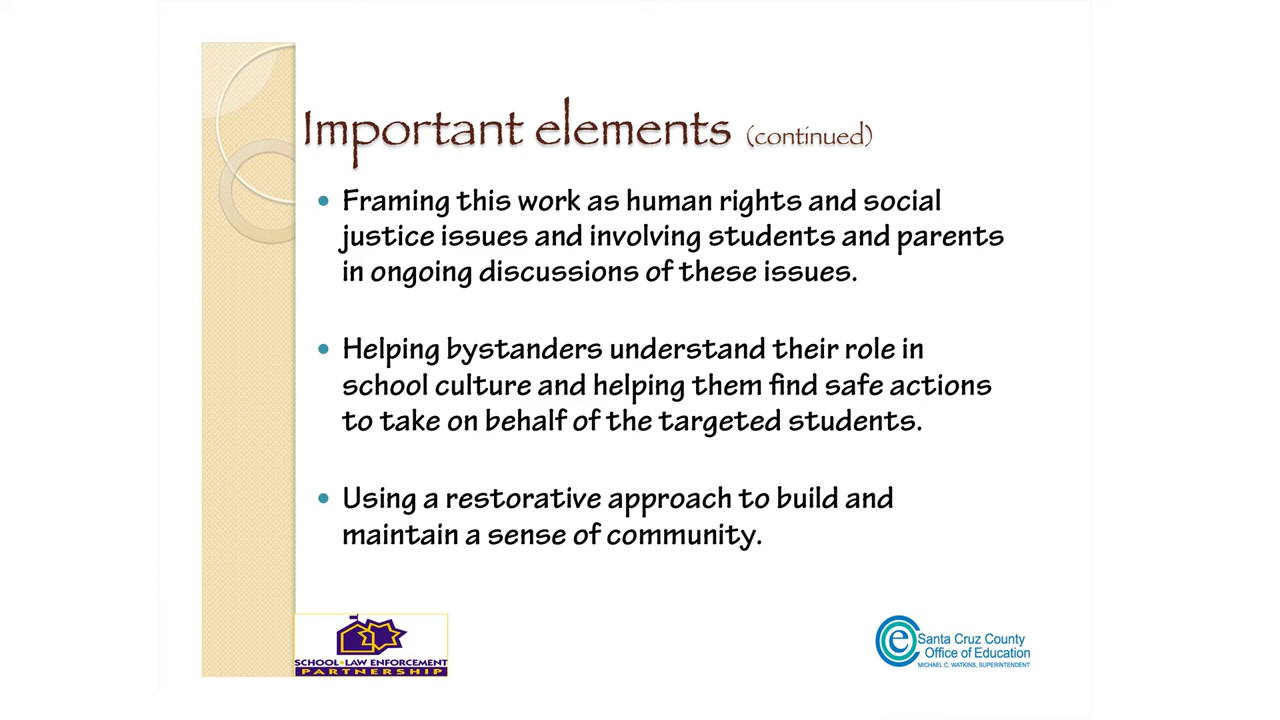 Important elements (continued)
• Framing this work as human rights and social
justice issues and involving students and parents
in ongoing discussions of these issues.
• Helping bystanders understand their role in
school culture and helping them find safe actions
to take on behalf of the targeted students.
• Using a restorative approach to build and
maintain a sense of community.
SCHOOL•LAW ENFORCEMENT
PARTNERSHIP
e Santa Cruz County
Office of Education
MICHAEL C. WATKINS, SUPERINTENDENT